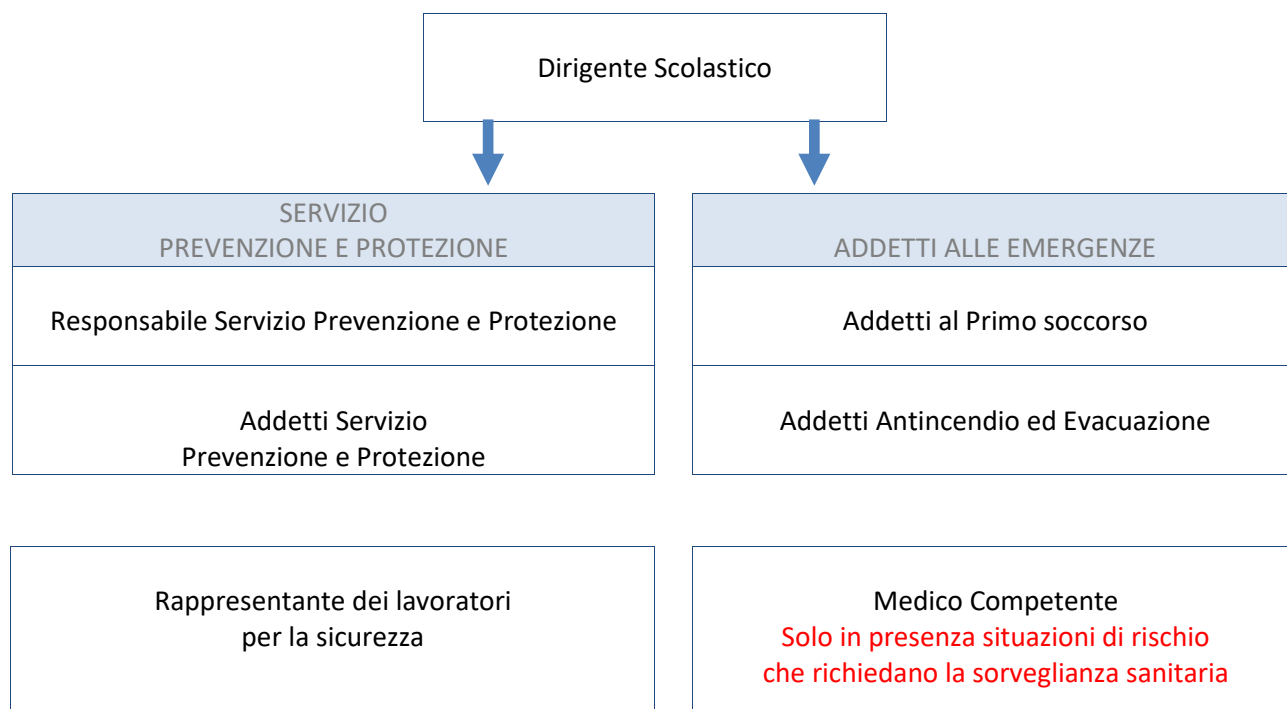 Dirigente Scolastico
SERVIZIO
PREVENZIONE E PROTEZIONE
Responsabile Servizio Prevenzione e Protezione
Addetti Servizio
Prevenzione e Protezione
ADDETTI ALLE EMERGENZE
Addetti al Primo soccorso
Addetti Antincendio ed Evacuazione
Rappresentante dei lavoratori
per la sicurezza
Medico Competente
Solo in presenza situazioni di rischio
che richiedano la sorveglianza sanitaria